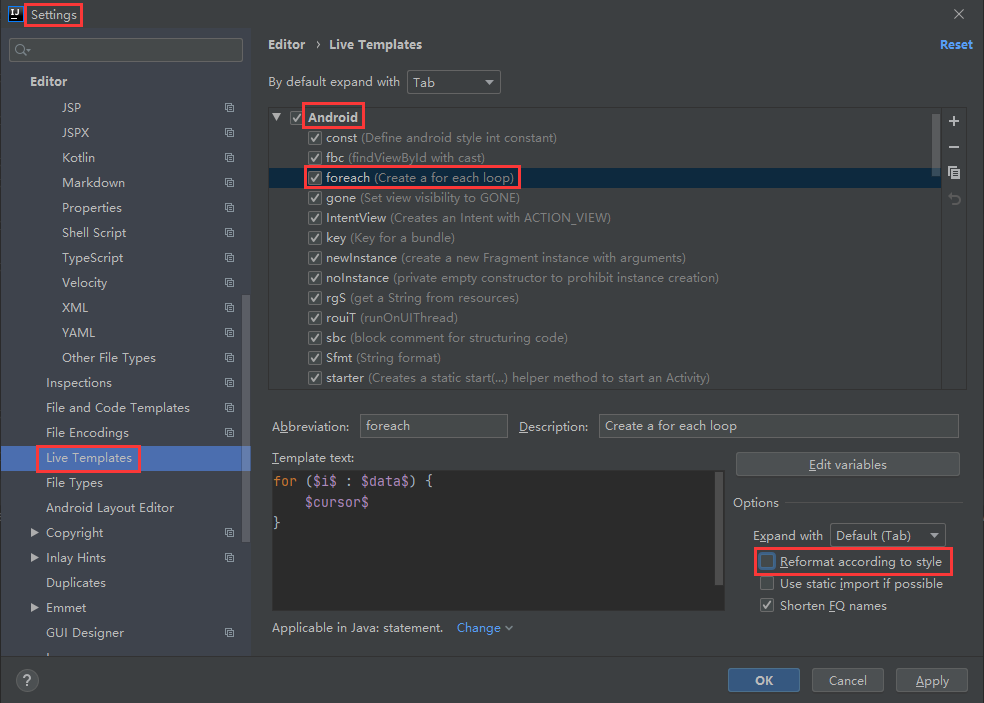 IJ Settings
Editor › Live Templates Reset
Editor
JSP
JSPX
Kotlin
Markdown
Properties
Shell Script
TypeScript
Velocity
XML
YAML
Other File Types
Inspections
File and Code Templates
File Encodings
Live Templates
File Types
Android Layout Editor
Copyright
Inlay Hints
Duplicates
Emmet
GUI Designer
By default expand with Tab
Android
const (Define android style int constant)
fbc (findViewById with cast)
foreach (Create a for each loop)
gone (Set view visibility to GONE)
IntentView (Creates an Intent with ACTION_VIEW)
key (Key for a bundle)
newInstance (create a new Fragment instance with arguments)
noInstance (private empty constructor to prohibit instance creation)
rgS (get a String from resources)
rouiT (runOnUIThread)
sbc (block comment for structuring code)
Sfmt (String format)
starter (Creates a static start(...) helper method to start an Activity)
Abbreviation: foreach Description: Create a for each loop
Template text:
for ($i$ : $data$) {
    $cursor$
}
Edit variables
Options
Expand with Default (Tab)
Reformat according to style
Use static import if possible
Shorten FQ names
Applicable in Java: statement. Change
? OK Cancel Apply